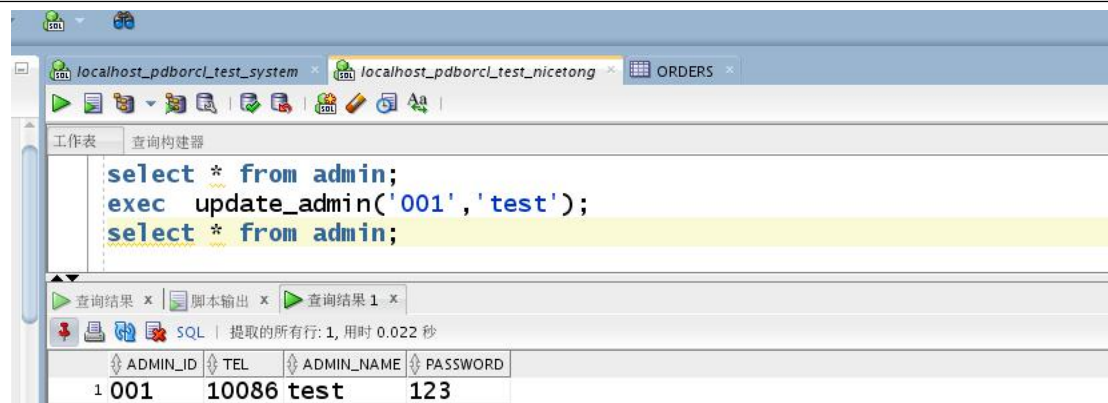 SQL
localhost_pdborcl_test_system localhost_pdborcl_test_nicetong ORDERS
工作表 查询构建器
select * from admin;
exec update_admin('001','test');
select * from admin;
查询结果 x 脚本输出 x 查询结果 1 x
SQL | 提取的所有行: 1, 用时 0.022 秒
ADMIN_ID TEL ADMIN_NAME PASSWORD
1 001 10086 test 123